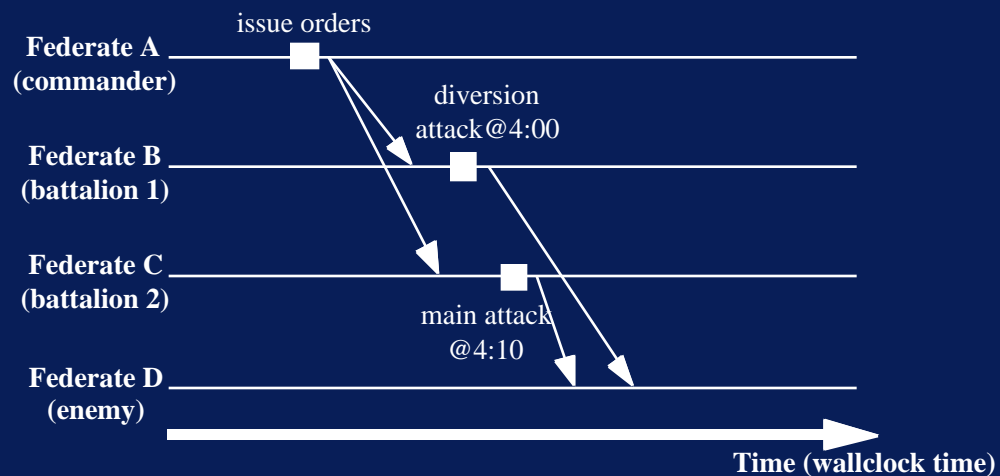 issue orders
Federate A
(commander)
diversion
attack@4:00
Federate B
(battalion 1)
Federate C
(battalion 2)
main attack
@4:10
Federate D
(enemy)
Time (wallclock time)